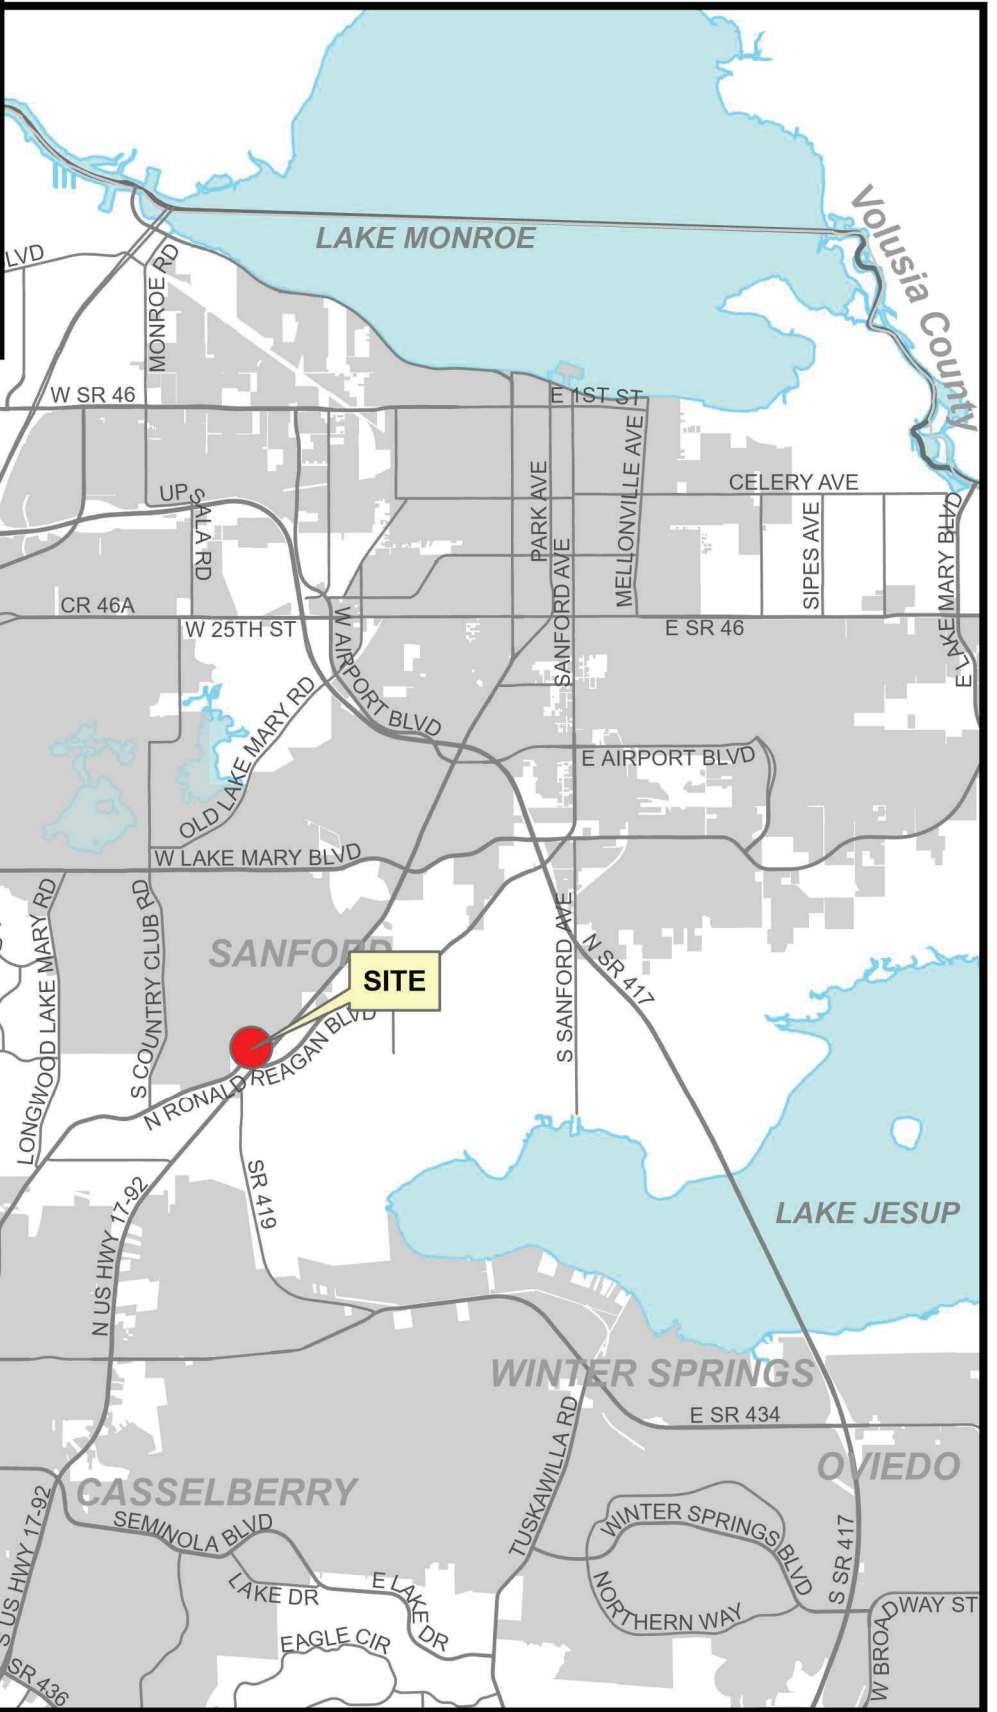 Volusia County
LAKE MONROE
LVD
MONROE RD
W SR 46
E 1ST ST
MELLONVILLE AVE
PARK AVE
CELERY AVE
UPSALA RD
SANFORD AVE
SIPES AVE
E LAKE MARY BLVD
CR 46A
W 25TH ST
W AIRPORT BLVD
E SR 46
OLD LAKE MARY RD
E AIRPORT BLVD
W LAKE MARY BLVD
LONGWOOD LAKE MARY RD
S COUNTRY CLUB RD
SANFORD
SITE
S SANFORD AVE
N SR 417
N RONALD REAGAN BLVD
SR 419
N US HWY 17-92
LAKE JESUP
WINTER SPRINGS
E SR 434
TUSKAWILLA RD
OVIEDO
CASSELBERRY
S US HWY 17-92
SEMINOLA BLVD
WINTER SPRINGS BLVD
S SR 417
LAKE DR
E LAKE DR
NORTHERN WAY
W BROADWAY ST
EAGLE CIR
SR 436